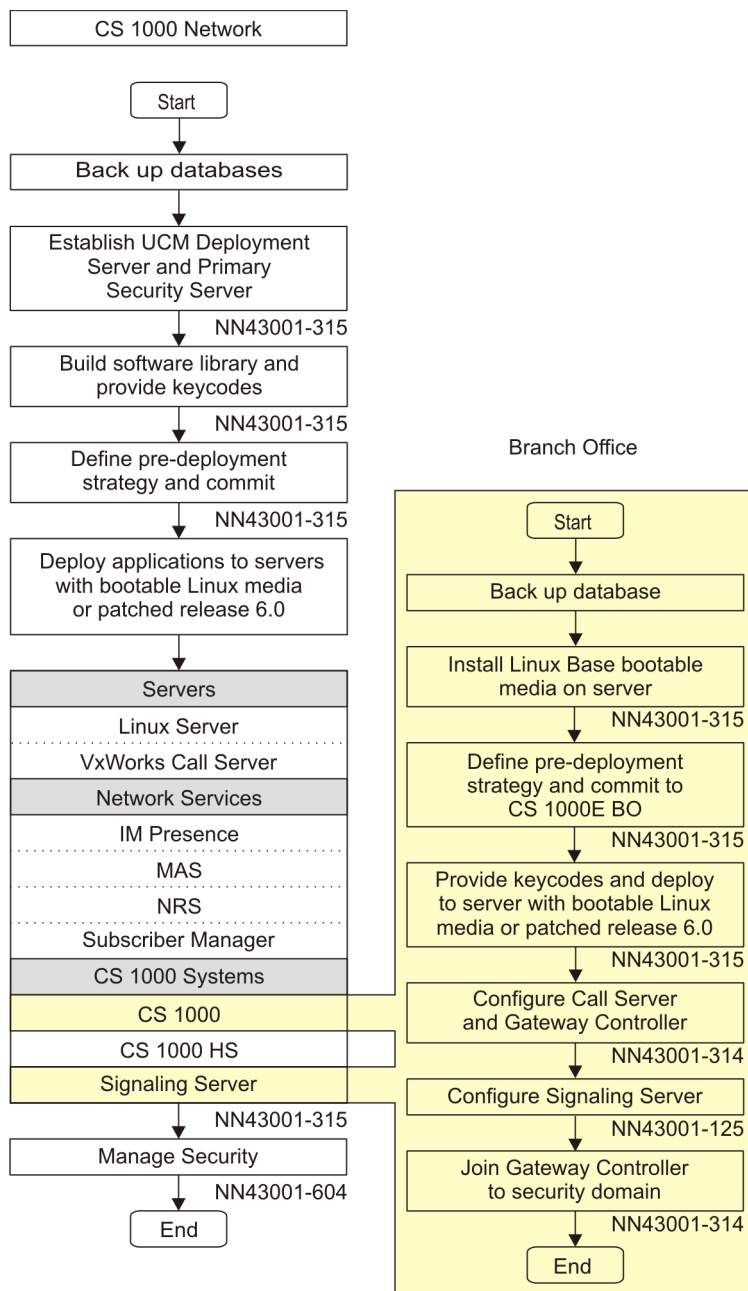 CS 1000 Network
Start
Back up databases
Establish UCM Deployment
Server and Primary
Security Server
NN43001-315
Build software library and
provide keycodes
NN43001-315
Define pre-deployment
strategy and commit
NN43001-315
Deploy applications to servers
with bootable Linux media
or patched release 6.0
Servers
Linux Server
VxWorks Call Server
Network Services
IM Presence
MAS
NRS
Subscriber Manager
CS 1000 Systems
CS 1000
CS 1000 HS
Signaling Server
NN43001-315
Manage Security
NN43001-604
End
Branch Office
Start
Back up database
Install Linux Base bootable
media on server
NN43001-315
Define pre-deployment
strategy and commit to
CS 1000E BO
NN43001-315
Provide keycodes and deploy
to server with bootable Linux
media or patched release 6.0
NN43001-315
Configure Call Server
and Gateway Controller
NN43001-314
Configure Signaling Server
NN43001-125
Join Gateway Controller
to security domain
NN43001-314
End